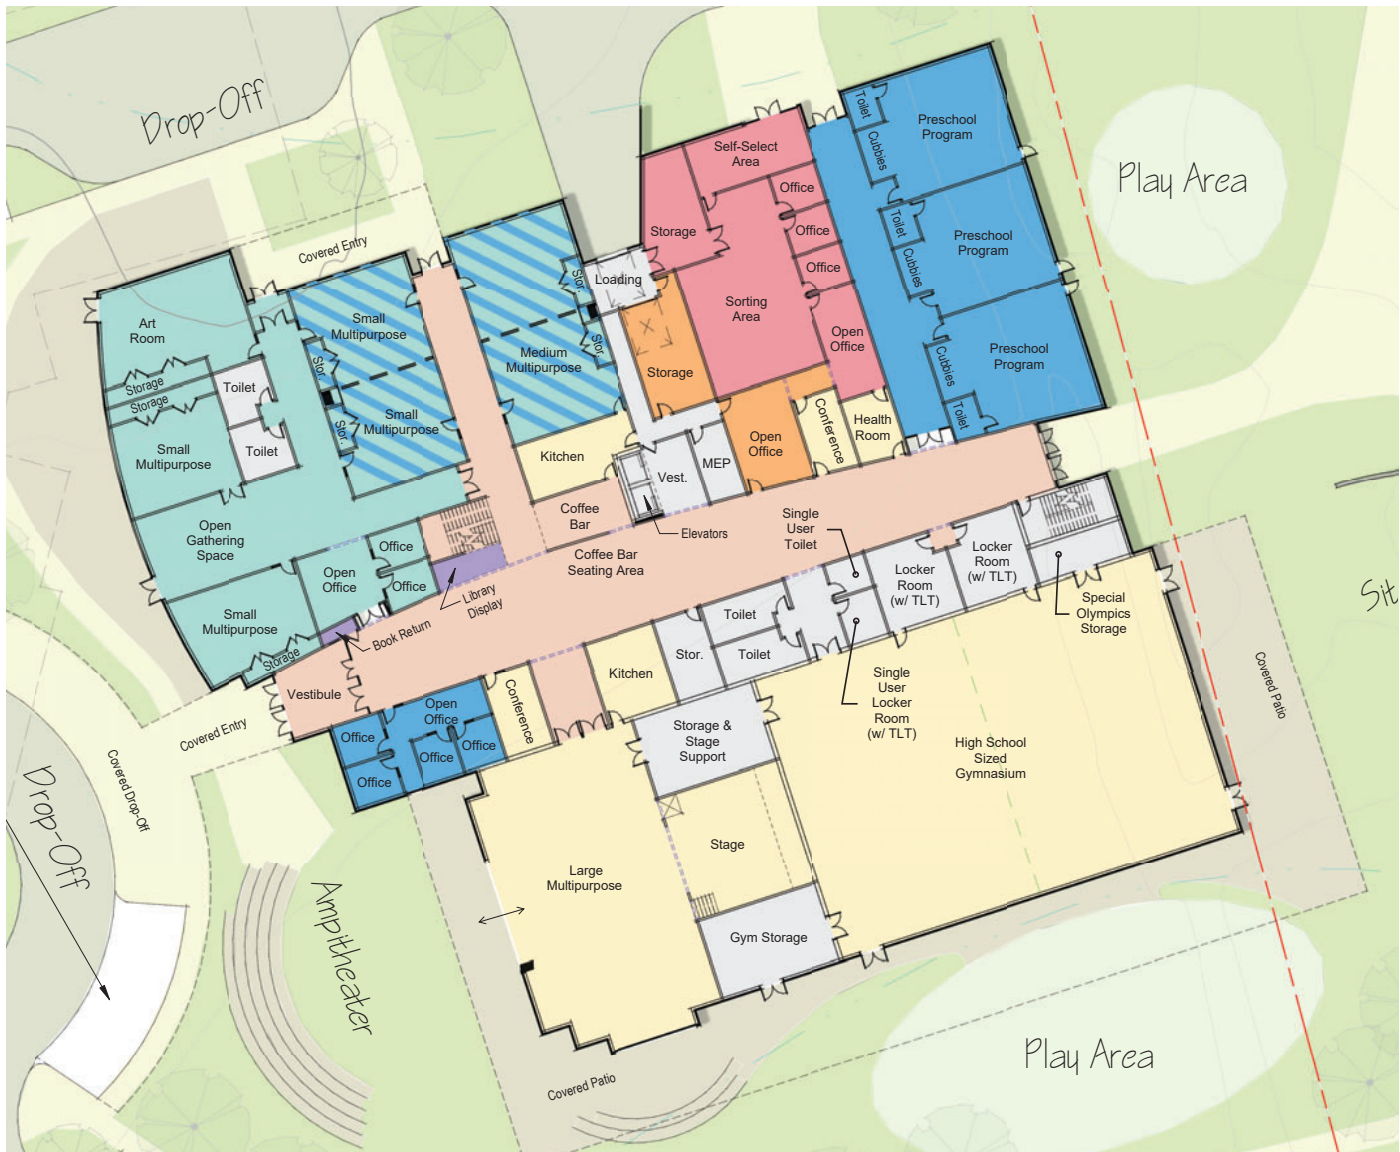 Drop-Off
Play Area
Toilet
Preschool
Program
Cubbies
Self-Select
Area
Office
Storage
Office
Office
Toilet
Preschool
Program
Cubbies
Covered Entry
Loading
Stor.
Sorting
Area
Open
Office
Preschool
Program
Cubbies
Toilet
Art
Room
Small
Multipurpose
Stor.
Medium
Multipurpose
Stor.
Storage
Storage
Storage
Toilet
Small
Multipurpose
Stor.
Toilet
Small
Multipurpose
Kitchen
Vest.
MEP
Open
Office
Conference
Health
Room
Open
Gathering
Space
Coffee
Bar
Elevators
Coffee Bar
Seating Area
Single
User
Toilet
Office
Open
Office
Office
Library
Display
Book Return
Small
Multipurpose
Storage
Locker
Room
(w/ TLT)
Locker
Room
(w/ TLT)
Special
Olympics
Storage
Sit
Toilet
Toilet
Stor.
Kitchen
Single
User
Locker
Room
(w/ TLT)
Vestibule
Covered Entry
Open
Office
Office
Office
Office
Office
Conference
Storage &
Stage
Support
High School
Sized
Gymnasium
Covered Patio
Covered Drop-Off
Drop-Off
Stage
Large
Multipurpose
Gym Storage
Ampitheater
Play Area
Covered Patio